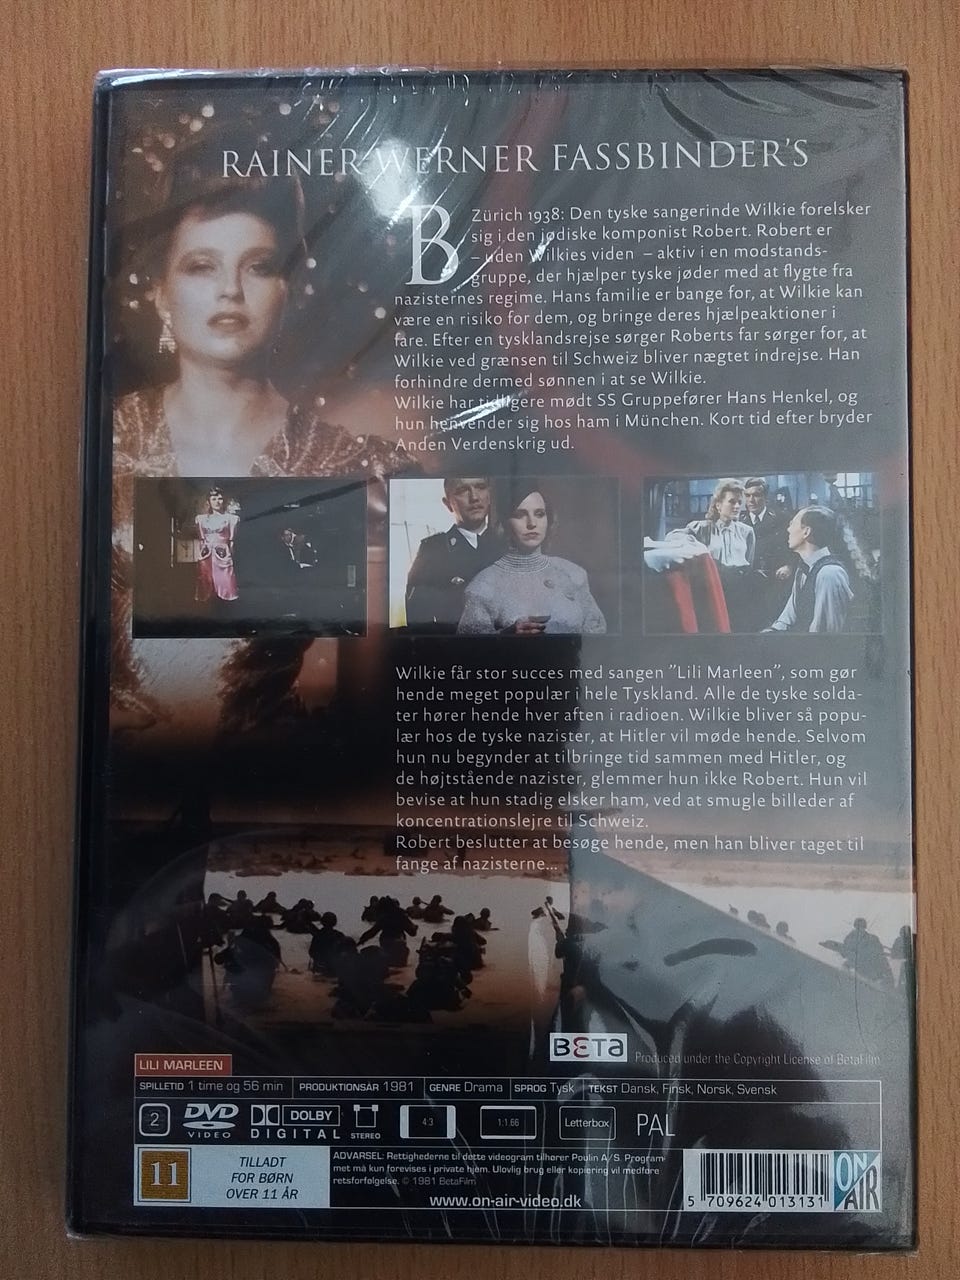 RAINER WERNER FASSBINDER'S
B
Zürich 1938: Den tyske sangerinde Wilkie forelsker
sig i den jødiske komponist Robert. Robert er
– uden Wilkies viden – aktiv i en modstands-
gruppe, der hjælper tyske jøder med at flygte fra
nazisternes regime. Hans familie er bange for, at Wilkie kan
være en risiko for dem, og bringe deres hjælpeaktioner i
fare. Efter en tysklandsrejse sørger Roberts far sørger for, at
Wilkie ved grænsen til Schweiz bliver nægtet indrejse. Han
forhindre dermed sønnen i at se Wilkie.
Wilkie har tidligere mødt SS Gruppefører Hans Henkel, og
hun henvender sig hos ham i München. Kort tid efter bryder
Anden Verdenskrig ud.
Wilkie får stor succes med sangen "Lili Marleen", som gør
hende meget populær i hele Tyskland. Alle de tyske solda-
ter hører hende hver aften i radioen. Wilkie bliver så popu-
lær hos de tyske nazister, at Hitler vil møde hende. Selvom
hun nu begynder at tilbringe tid sammen med Hitler, og
de højtstående nazister, glemmer hun ikke Robert. Hun vil
bevise at hun stadig elsker ham, ved at smugle billeder af
koncentrationslejre til Schweiz.
Robert beslutter at besøge hende, men han bliver taget til
fange af nazisterne...
BETA Produced under the Copyright License of BetaFilm
LILI MARLEEN
SPILLETID 1 time og 56 min PRODUKTIONSÅR 1981 GENRE Drama SPROG Tysk TEKST Dansk, Finsk, Norsk, Svensk
2 DVD VIDEO DOLBY DIGITAL STEREO 4:3 1:1.66 Letterbox PAL
11
TILLADT
FOR BØRN
OVER 11 ÅR
ADVARSEL: Rettighederne til dette videogram tilhører Poulin A/S. Program-
met må kun forevises i private hjem. Ulovlig brug eller kopiering vil medføre
retsforfølgelse. © 1981 BetaFilm
www.on-air-video.dk
5 709624 013131
ON AIR